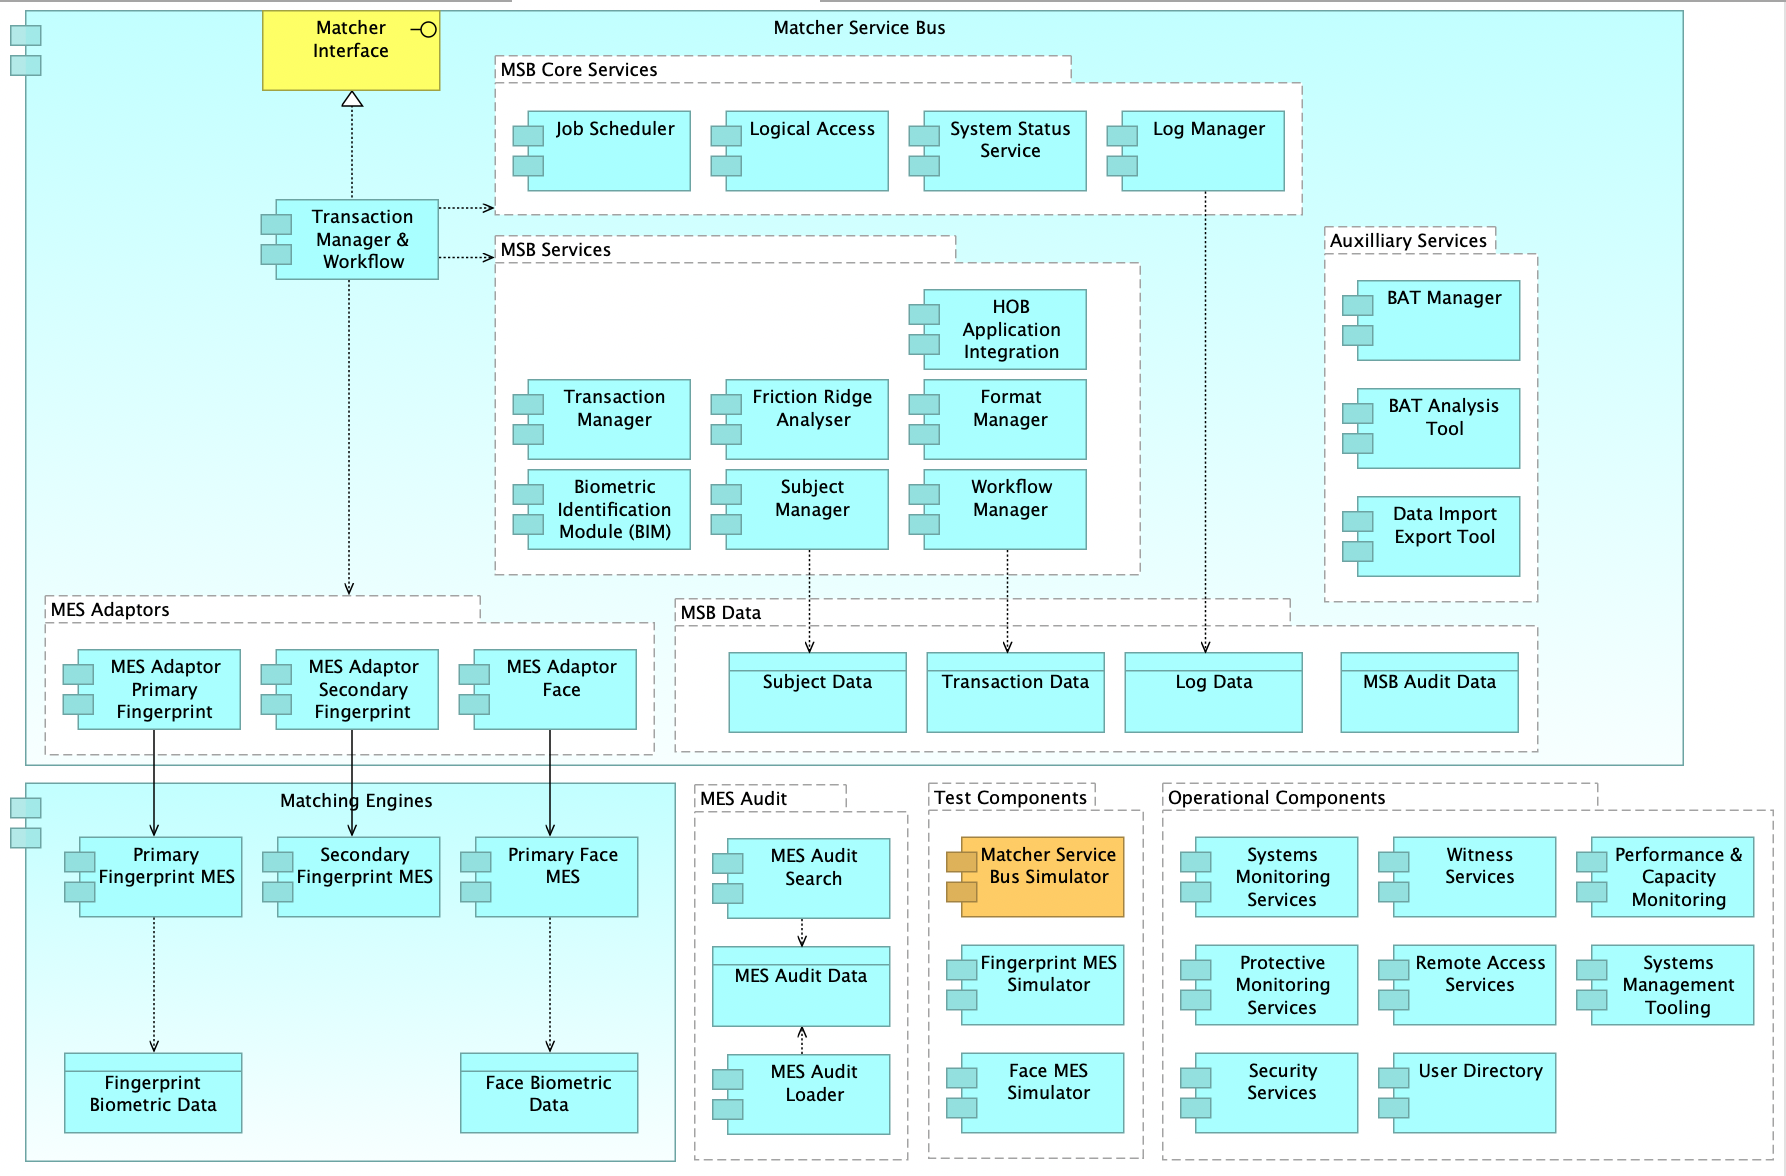 Matcher Service Bus
Matcher
Interface
MSB Core Services
Job Scheduler
Logical Access
System Status
Service
Log Manager
Transaction
Manager &
Workflow
MSB Services
HOB
Application
Integration
Transaction
Manager
Friction Ridge
Analyser
Format
Manager
Biometric
Identification
Module (BIM)
Subject
Manager
Workflow
Manager
Auxilliary Services
BAT Manager
BAT Analysis
Tool
Data Import
Export Tool
MES Adaptors
MES Adaptor
Primary
Fingerprint
MES Adaptor
Secondary
Fingerprint
MES Adaptor
Face
MSB Data
Subject Data
Transaction Data
Log Data
MSB Audit Data
Matching Engines
Primary
Fingerprint MES
Secondary
Fingerprint MES
Primary Face
MES
Fingerprint
Biometric Data
Face Biometric
Data
MES Audit
MES Audit
Search
MES Audit Data
MES Audit
Loader
Test Components
Matcher Service
Bus Simulator
Fingerprint MES
Simulator
Face MES
Simulator
Operational Components
Systems
Monitoring
Services
Witness
Services
Performance &
Capacity
Monitoring
Protective
Monitoring
Services
Remote Access
Services
Systems
Management
Tooling
Security
Services
User Directory